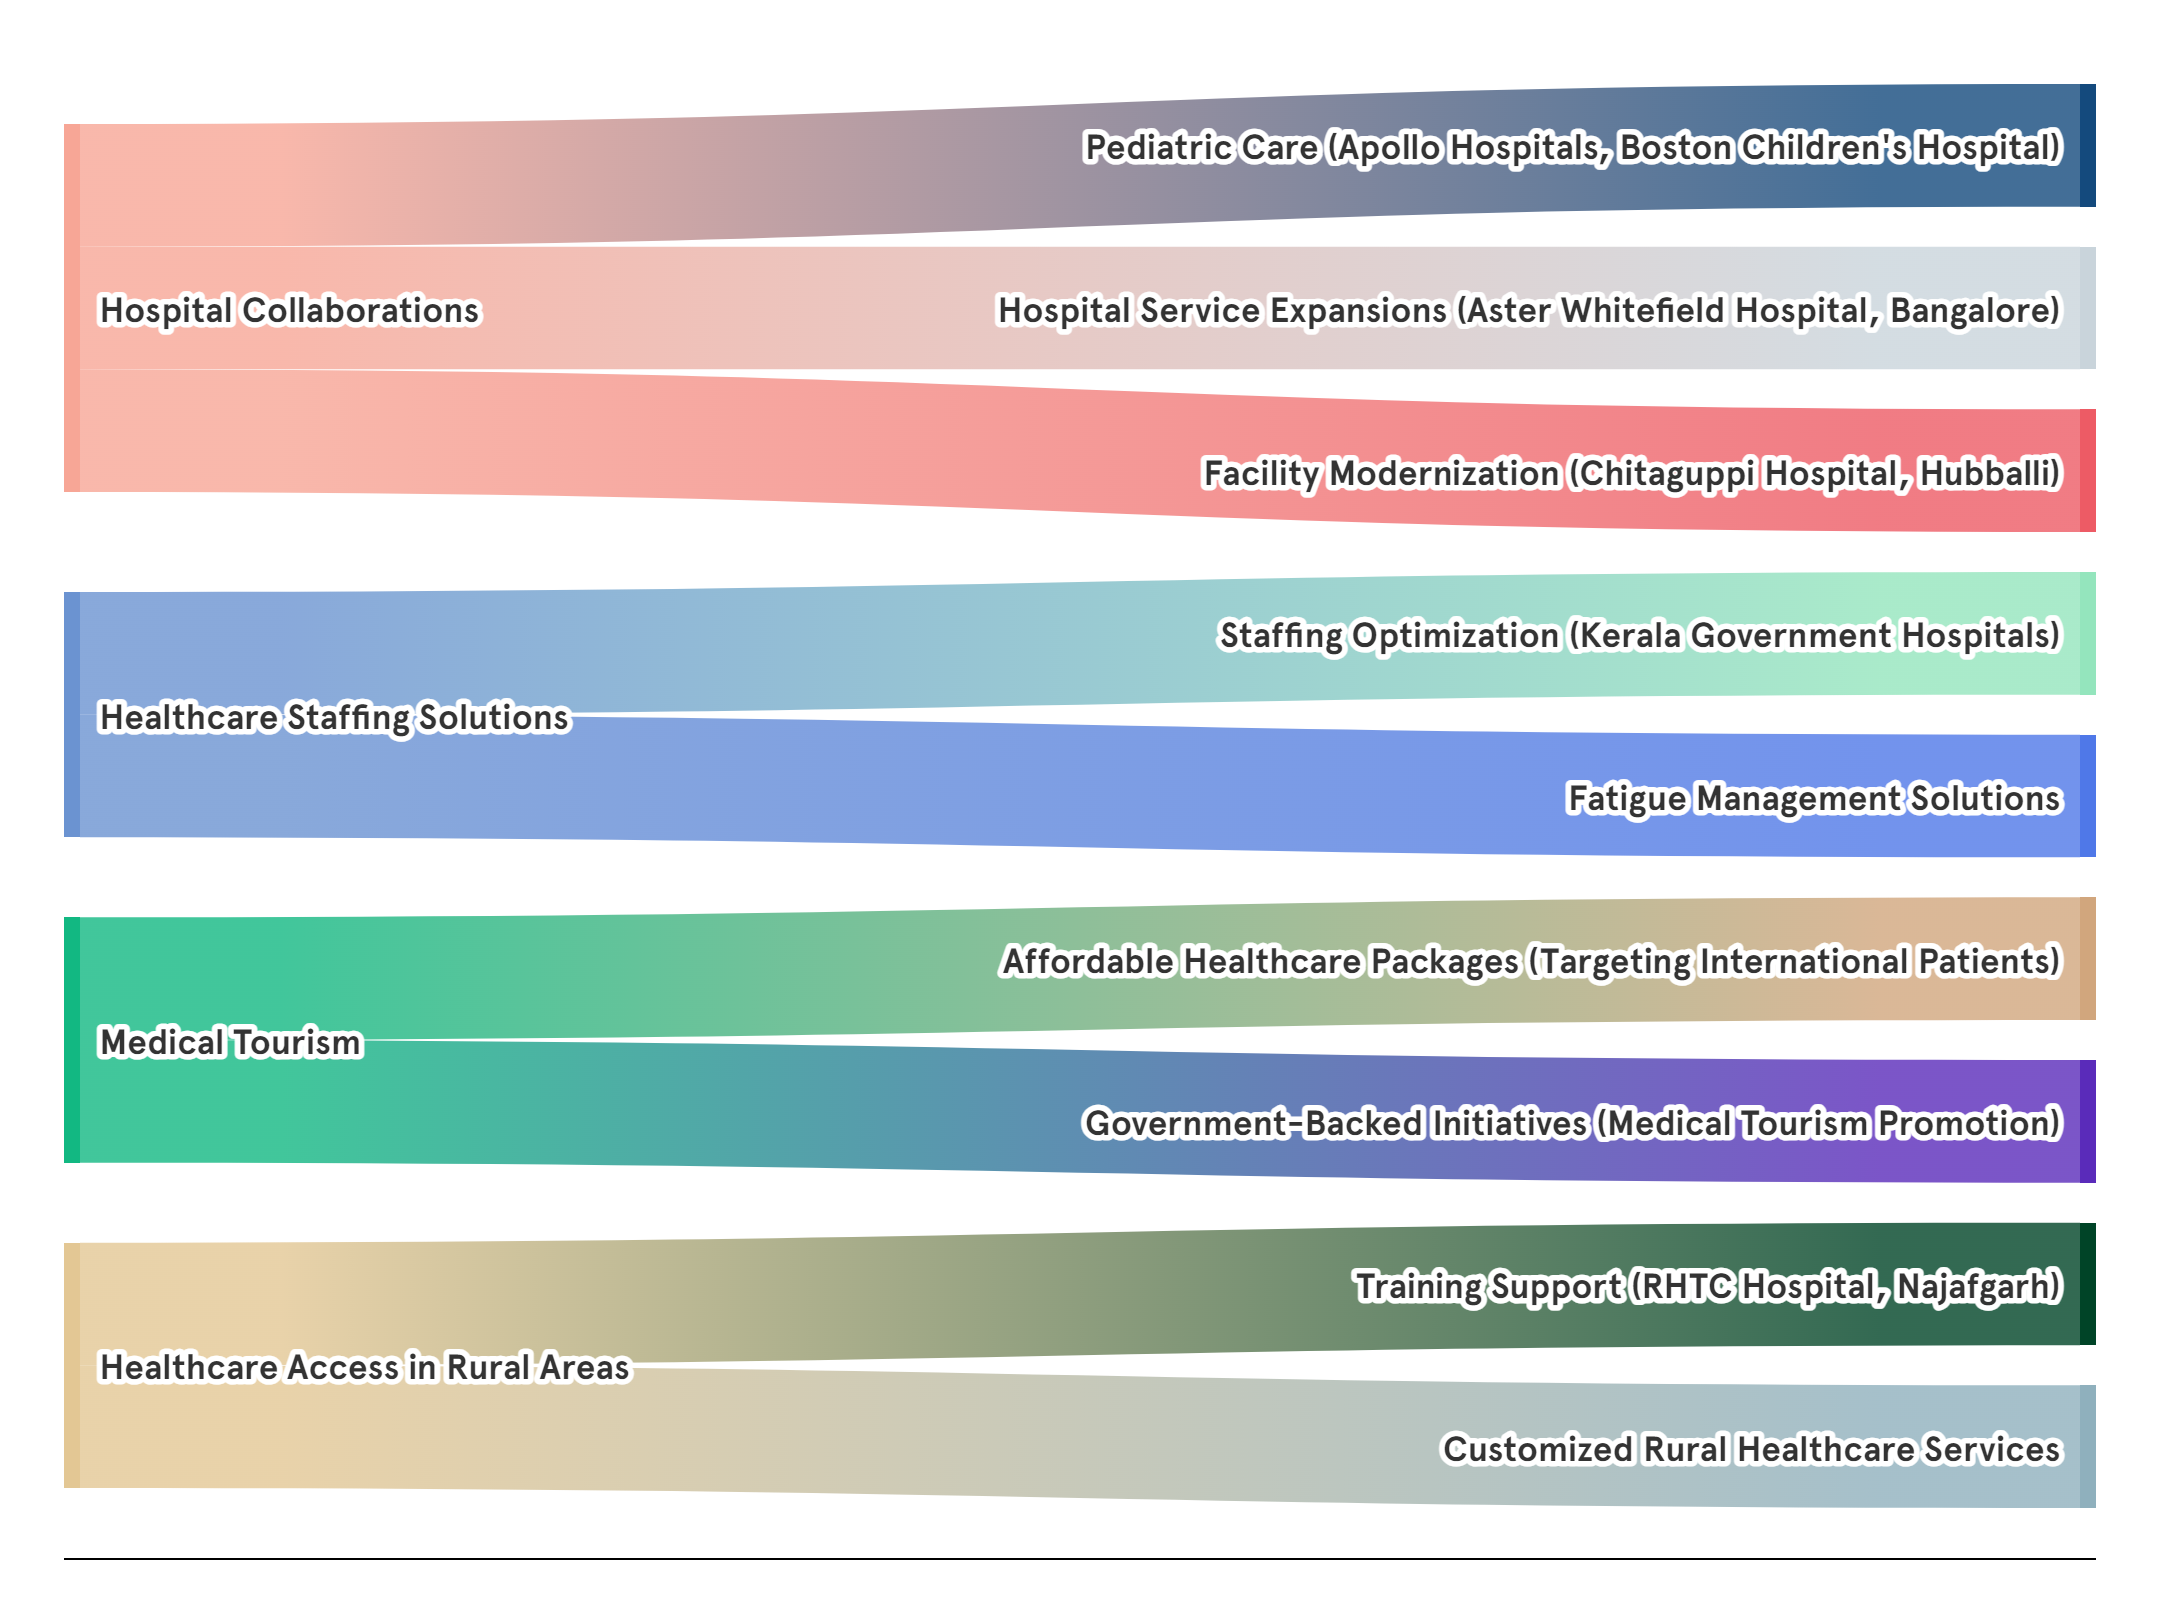 Pediatric Care (Apollo Hospitals, Boston Children's Hospital)
Hospital Collaborations
Hospital Service Expansions (Aster Whitefield Hospital, Bangalore)
Facility Modernization (Chitaguppi Hospital, Hubballi)
Staffing Optimization (Kerala Government Hospitals)
Healthcare Staffing Solutions
Fatigue Management Solutions
Affordable Healthcare Packages (Targeting International Patients)
Medical Tourism
Government-Backed Initiatives (Medical Tourism Promotion)
Training Support (RHTC Hospital, Najafgarh)
Healthcare Access in Rural Areas
Customized Rural Healthcare Services